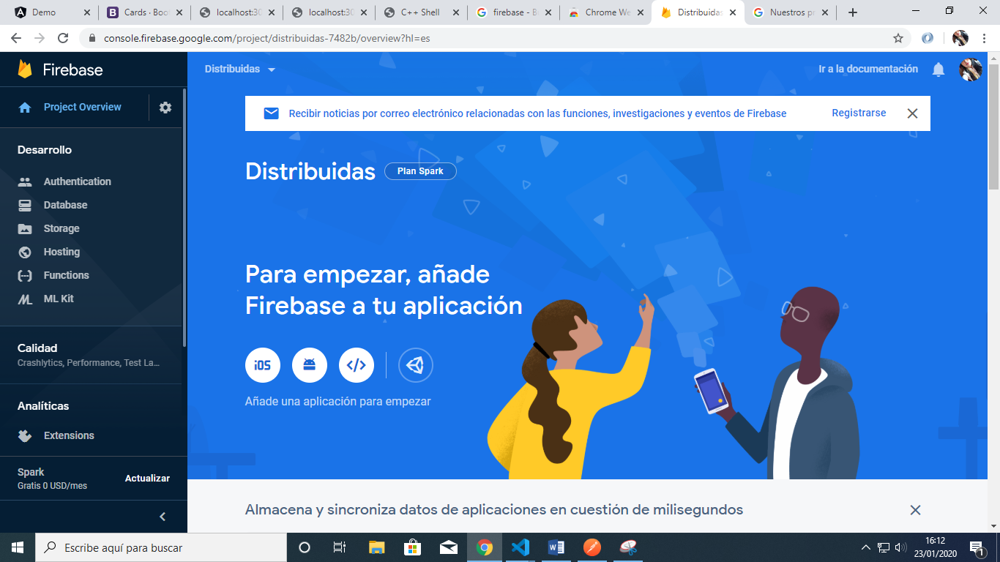 Demo
Cards · Boo
localhost:30
localhost:30
C++ Shell
firebase - B
Chrome We
Distribuidas
Nuestros pr
console.firebase.google.com/project/distribuidas-7482b/overview?hl=es
Firebase
Project Overview
Desarrollo
Authentication
Database
Storage
Hosting
Functions
ML Kit
Calidad
Crashlytics, Performance, Test La...
Analíticas
Extensions
Spark
Gratis 0 USD/mes
Actualizar
Distribuidas
Ir a la documentación
Recibir noticias por correo electrónico relacionadas con las funciones, investigaciones y eventos de Firebase
Registrarse
Distribuidas
Plan Spark
Para empezar, añade
Firebase a tu aplicación
iOS
Añade una aplicación para empezar
Almacena y sincroniza datos de aplicaciones en cuestión de milisegundos
Escribe aquí para buscar
16:12
23/01/2020
1